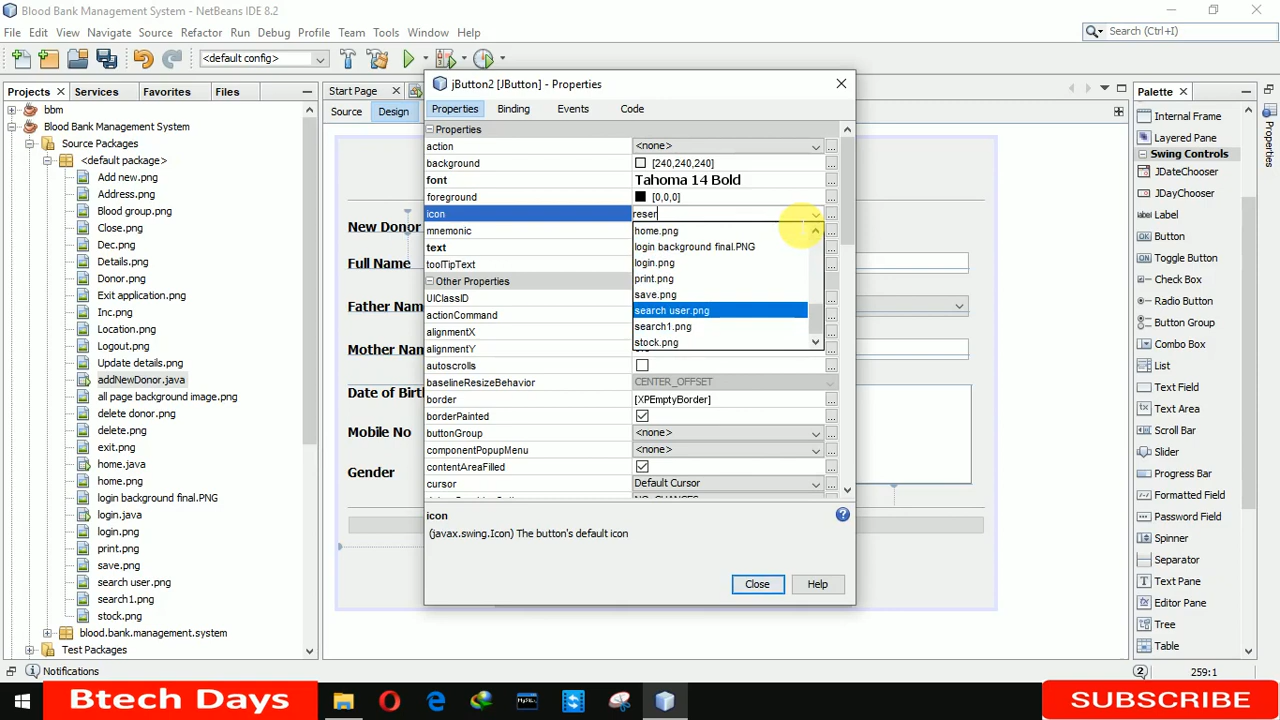 Blood Bank Management System - NetBeans IDE 8.2
File Edit View Navigate Source Refactor Run Debug Profile Team Tools Window Help
Search (Ctrl+I)
<default config>
Projects Services Favorites Files
bbm
Blood Bank Management System
Source Packages
<default package>
Add new.png
Address.png
Blood group.png
Close.png
Dec.png
Details.png
Donor.png
Exit application.png
Inc.png
Location.png
Logout.png
Update details.png
addNewDonor.java
all page background image.png
delete donor.png
delete.png
exit.png
home.java
home.png
login background final.PNG
login.java
login.png
print.png
save.png
search user.png
search1.png
stock.png
blood.bank.management.system
Test Packages
Start Page
Source Design
New Donor
Full Name
Father Nam
Mother Nam
Date of Birt
Mobile No
Gender
jButton2 [JButton] - Properties
Properties Binding Events Code
Properties
action <none>
background [240,240,240]
font Tahoma 14 Bold
foreground [0,0,0]
icon reser
mnemonic
text
toolTipText
home.png
login background final.PNG
login.png
print.png
save.png
search user.png
search1.png
stock.png
Other Properties
UIClassID
actionCommand
alignmentX
alignmentY
autoscrolls
baselineResizeBehavior CENTER_OFFSET
border [XPEmptyBorder]
borderPainted
buttonGroup <none>
componentPopupMenu <none>
contentAreaFilled
cursor Default Cursor
icon
(javax.swing.Icon) The button's default icon
Close Help
Palette
Internal Frame
Layered Pane
Swing Controls
JDateChooser
JDayChooser
Label
Button
Toggle Button
Check Box
Radio Button
Button Group
Combo Box
List
Text Field
Text Area
Scroll Bar
Slider
Progress Bar
Formatted Field
Password Field
Spinner
Separator
Text Pane
Editor Pane
Tree
Table
Properties
Notifications
2
259:1
Btech Days
SUBSCRIBE